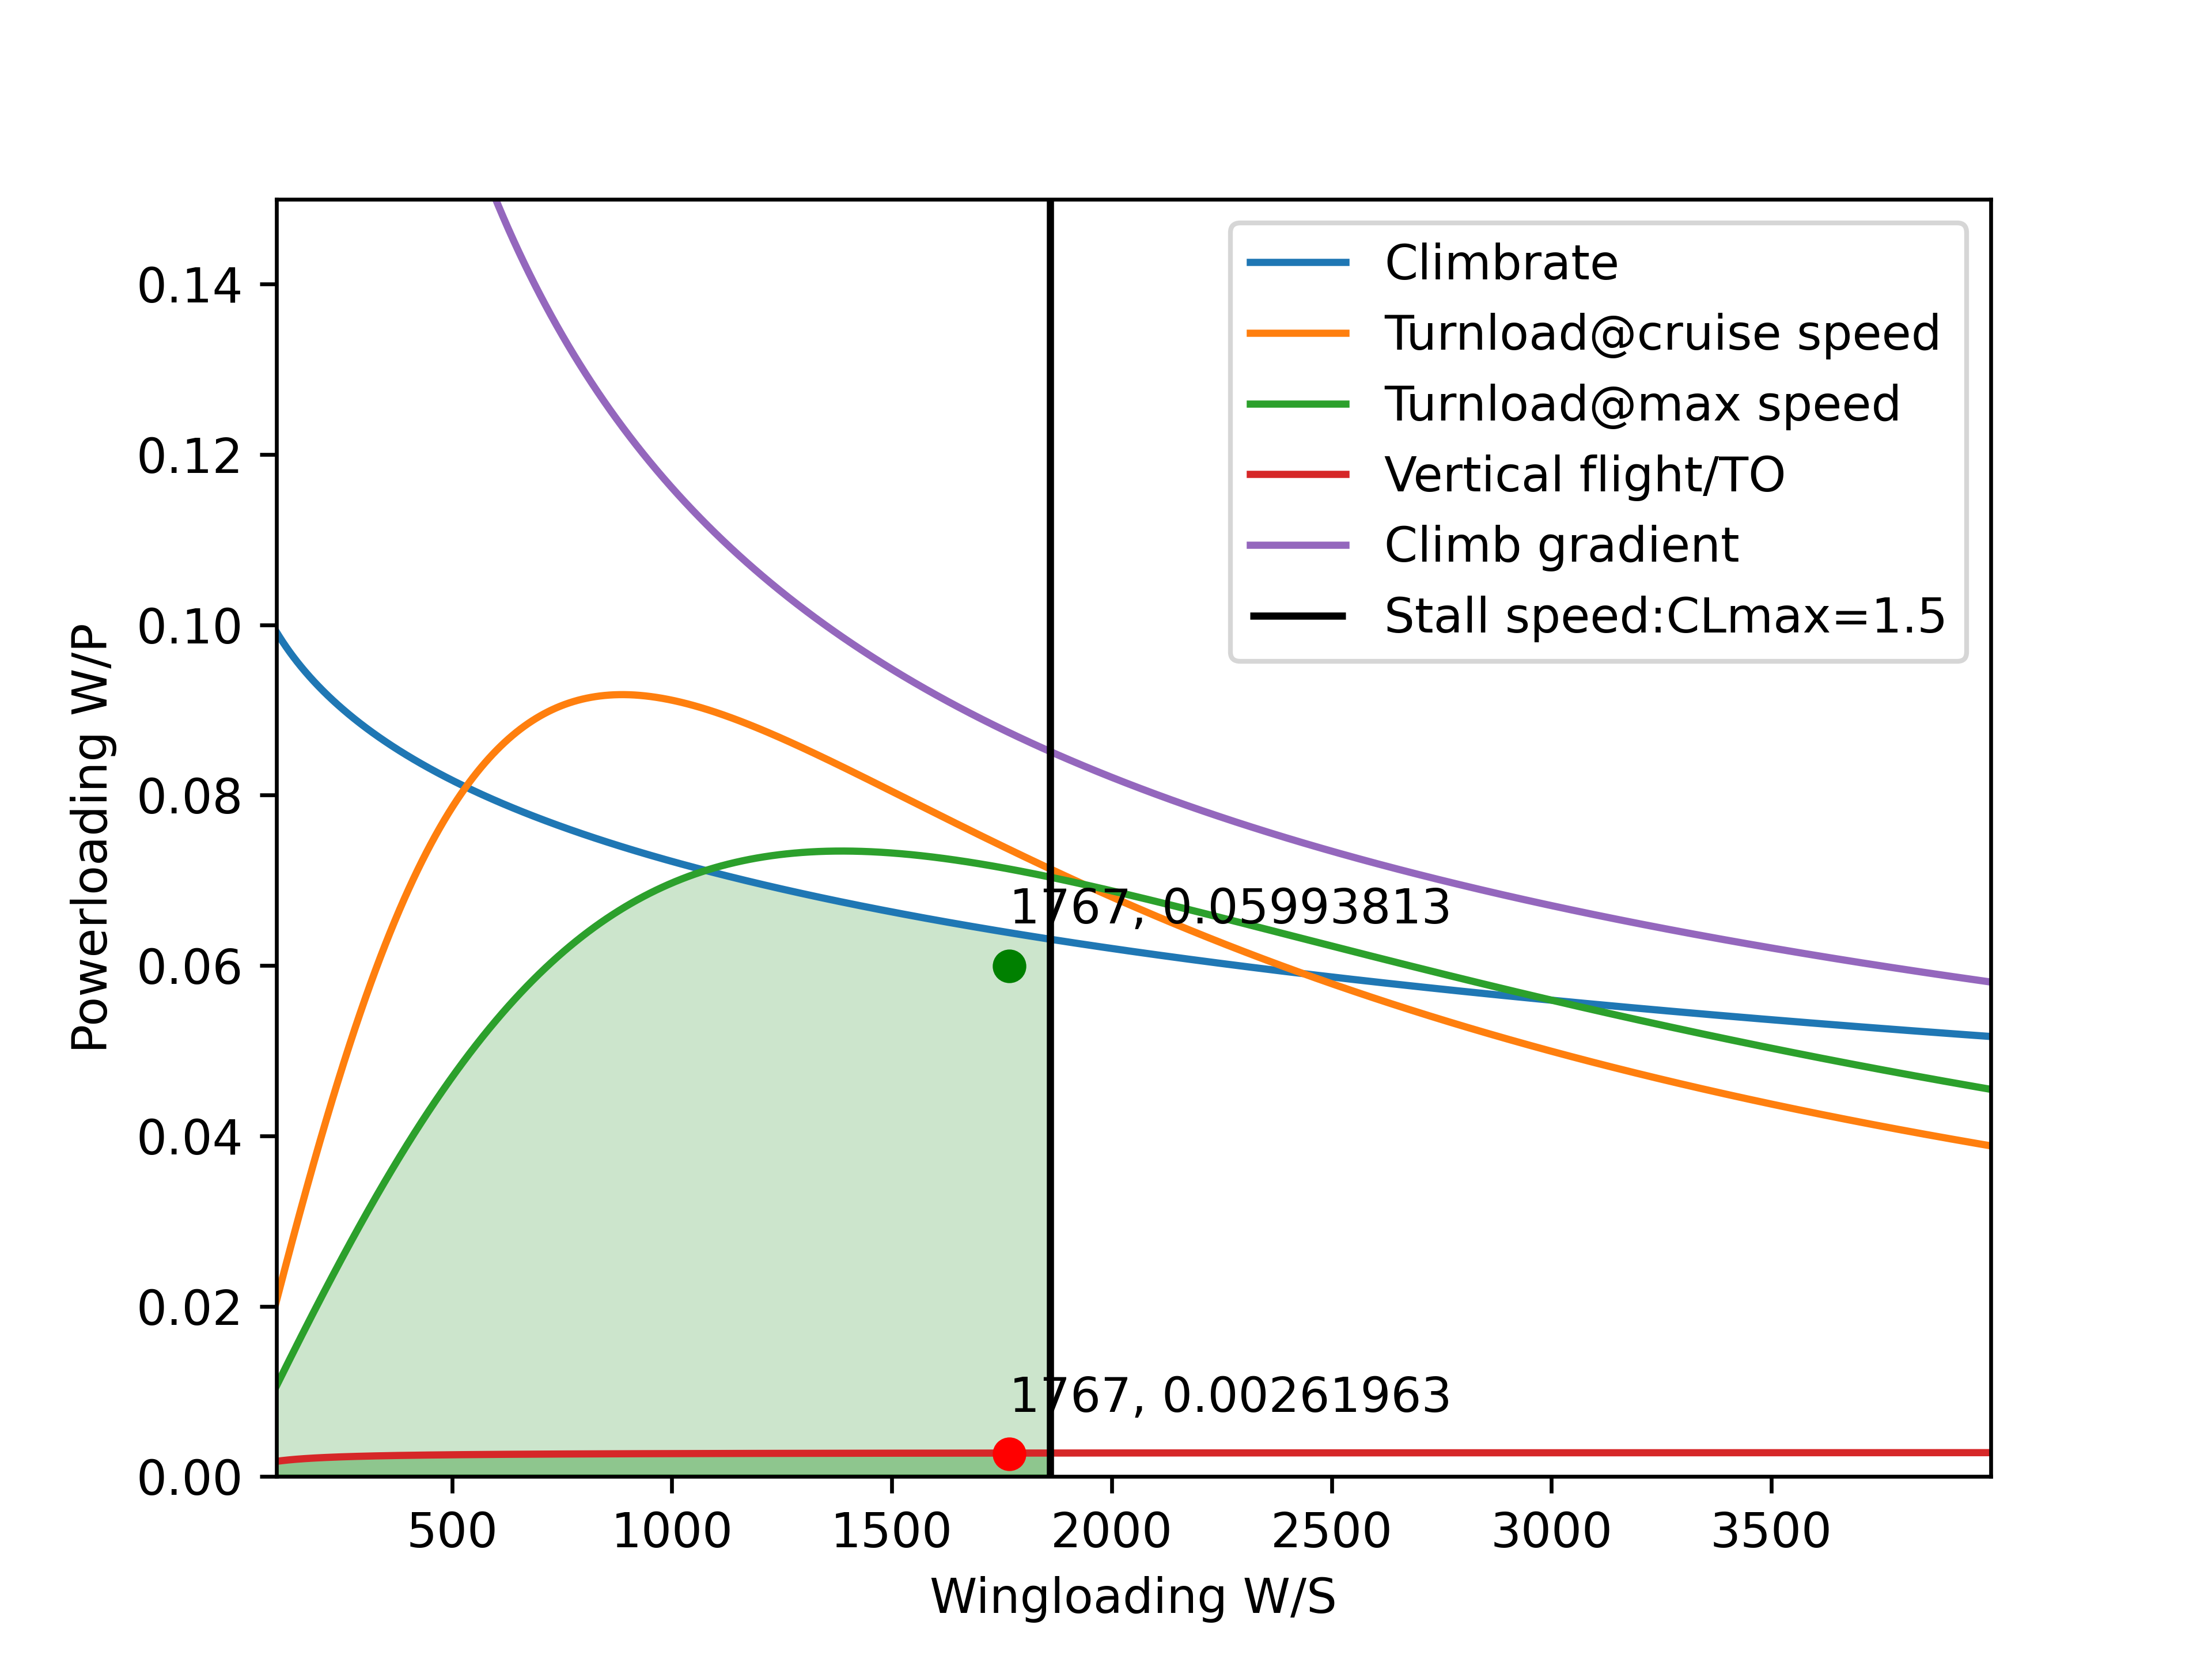 0.14
0.12
0.10
0.08
0.06
0.04
0.02
0.00
Powerloading W/P
Climbrate
Turnload@cruise speed
Turnload@max speed
Vertical flight/TO
Climb gradient
Stall speed:CLmax=1.5
1767, 0.05993813
1767, 0.00261963
500 1000 1500 2000 2500 3000 3500
Wingloading W/S